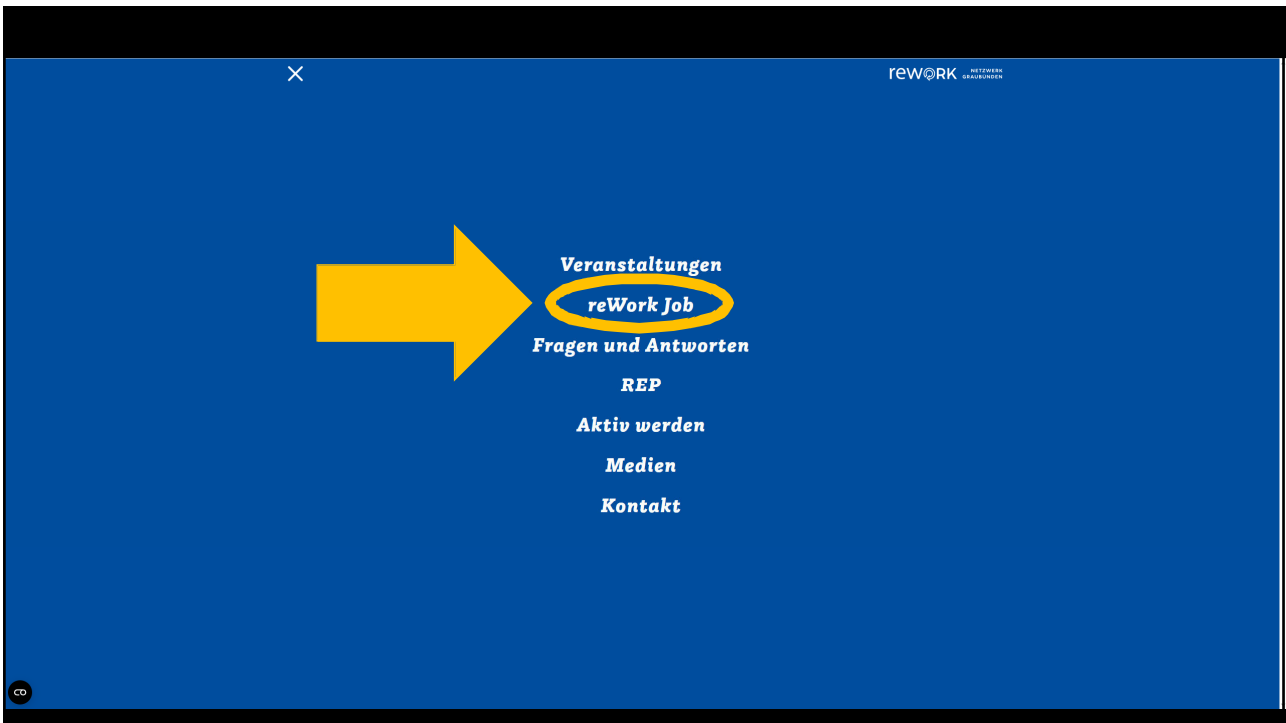 reWORK NETZWERK
GRAUBÜNDEN
Veranstaltungen
reWork Job
Fragen und Antworten
REP
Aktiv werden
Medien
Kontakt